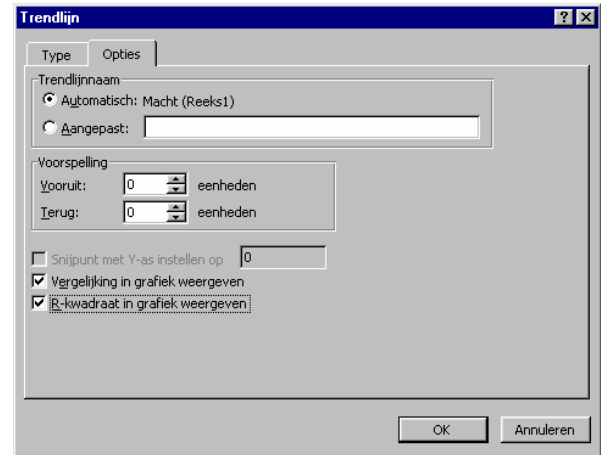 Trendlijn
Type Opties
Trendlijnnaam
Automatisch: Macht (Reeks1)
Aangepast:
Voorspelling
Vooruit: 0 eenheden
Terug: 0 eenheden
Snijpunt met Y-as instellen op 0
Vergelijking in grafiek weergeven
R-kwadraat in grafiek weergeven
OK Annuleren